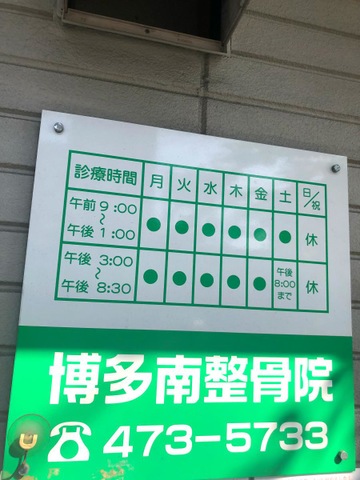 診療時間 月 火 水 木 金 土 日/祝
午前 9:00 〜 午後 1:00 ● ● ● ● ● ● 休
午後 3:00 〜 午後 8:30 ● ● ● ● ● 午後8:00まで 休
博多南整骨院
☎ 473-5733